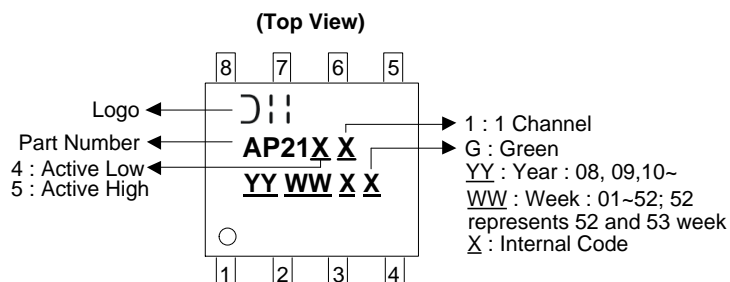 (Top View)
8 7 6 5
Logo
Part Number
4 : Active Low
5 : Active High
AP21X X
YY WW X X
1 : 1 Channel
G : Green
YY : Year : 08, 09,10~
WW : Week : 01~52; 52
represents 52 and 53 week
X : Internal Code
1 2 3 4